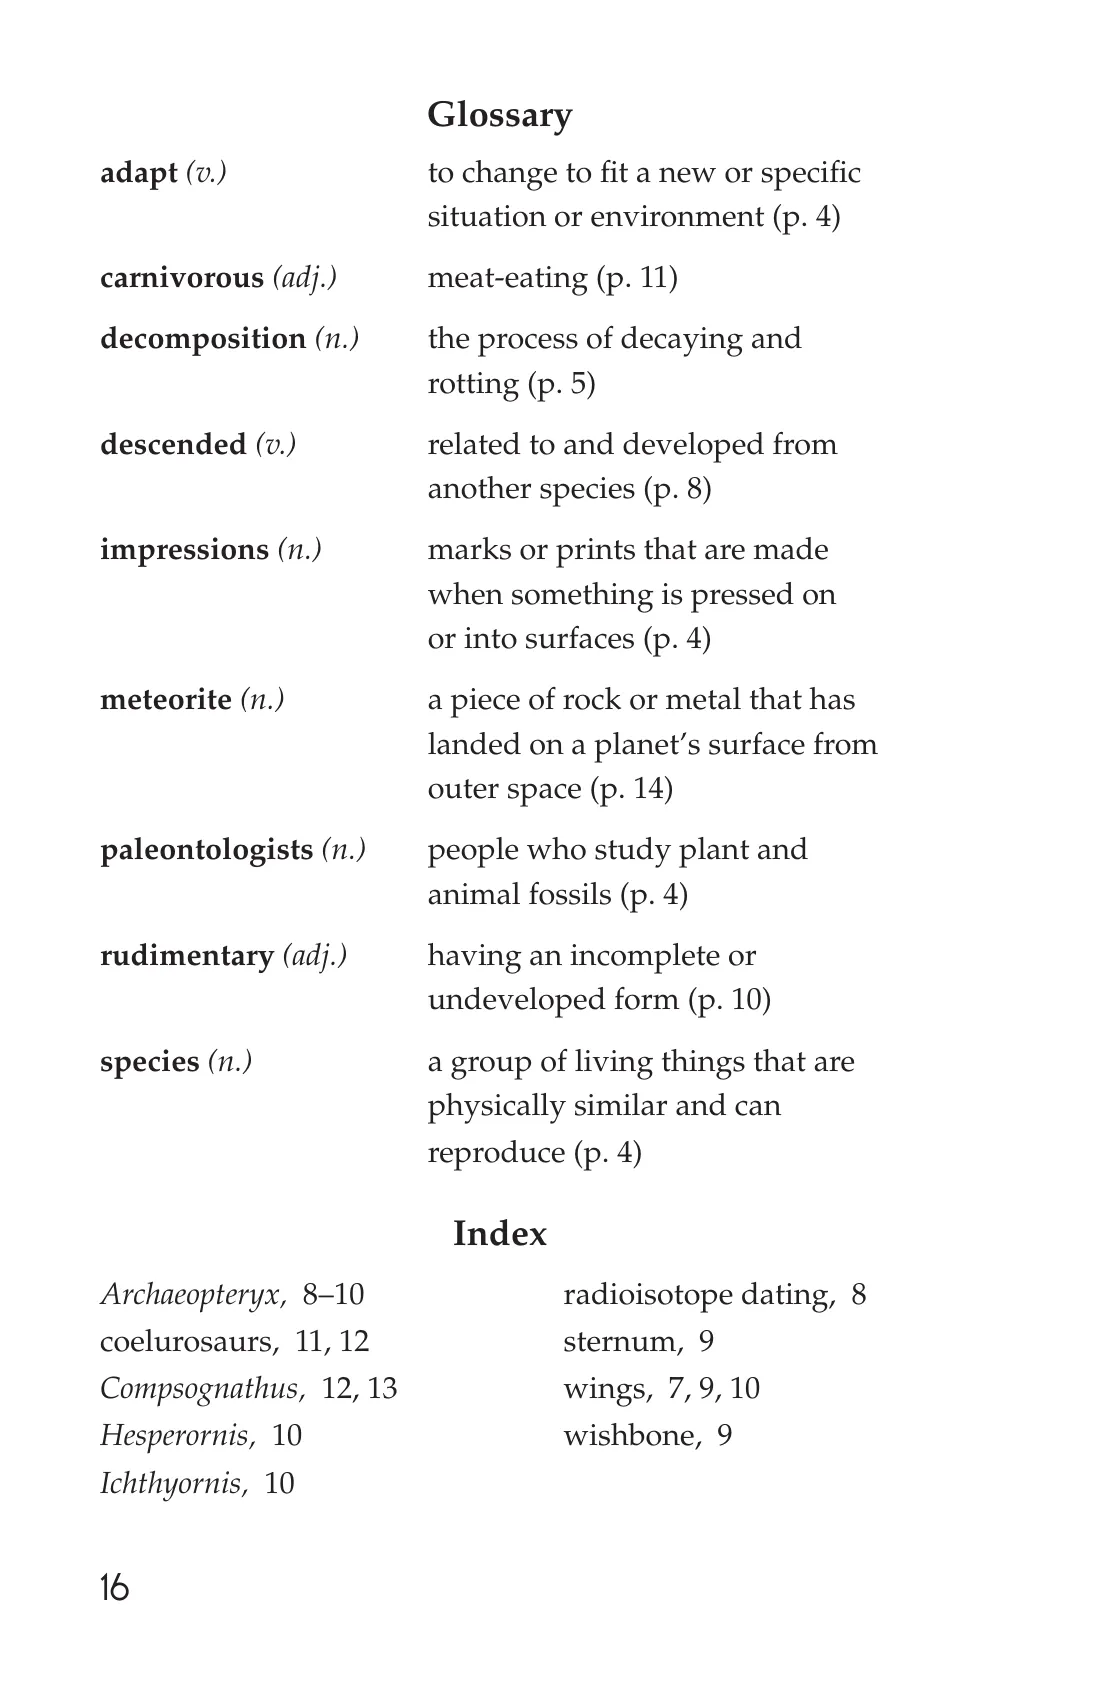 Glossary
adapt (v.) to change to fit a new or specific
situation or environment (p. 4)
carnivorous (adj.) meat-eating (p. 11)
decomposition (n.) the process of decaying and
rotting (p. 5)
descended (v.) related to and developed from
another species (p. 8)
impressions (n.) marks or prints that are made
when something is pressed on
or into surfaces (p. 4)
meteorite (n.) a piece of rock or metal that has
landed on a planet’s surface from
outer space (p. 14)
paleontologists (n.) people who study plant and
animal fossils (p. 4)
rudimentary (adj.) having an incomplete or
undeveloped form (p. 10)
species (n.) a group of living things that are
physically similar and can
reproduce (p. 4)
Index
Archaeopteryx, 8–10
coelurosaurs, 11, 12
Compsognathus, 12, 13
Hesperornis, 10
Ichthyornis, 10
radioisotope dating, 8
sternum, 9
wings, 7, 9, 10
wishbone, 9
16